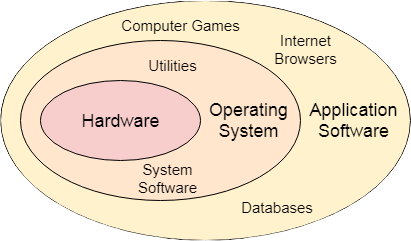 Computer Games
Internet
Browsers
Utilities
Hardware
Operating
System
Application
Software
System
Software
Databases